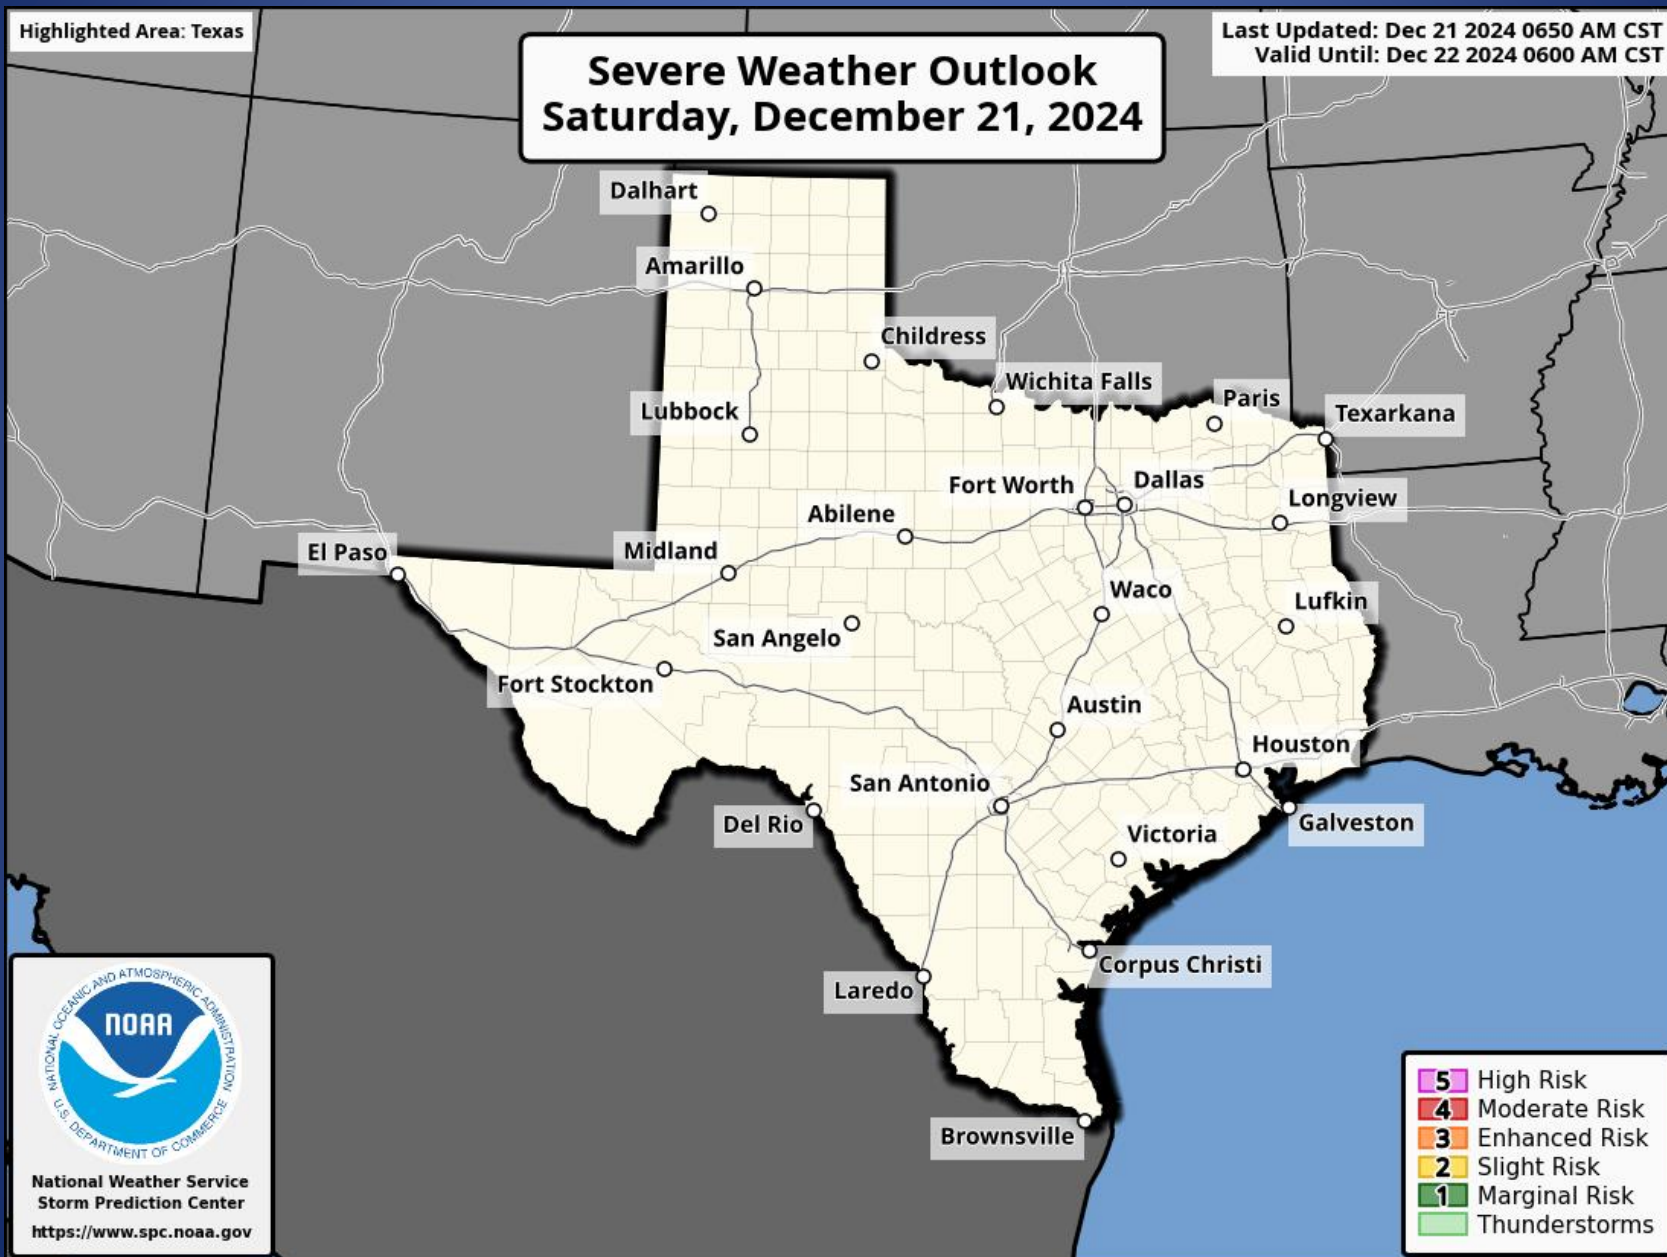 Highlighted Area: Texas
Last Updated: Dec 21 2024 0650 AM CST
Valid Until: Dec 22 2024 0600 AM CST
Severe Weather Outlook
Saturday, December 21, 2024
Dalhart
Amarillo
Childress
Wichita Falls
Lubbock
Paris
Texarkana
Fort Worth
Dallas
Longview
Abilene
El Paso
Midland
Waco
Lufkin
San Angelo
Fort Stockton
Austin
Houston
San Antonio
Del Rio
Galveston
Victoria
Corpus Christi
Laredo
Brownsville
NATIONAL OCEANIC AND ATMOSPHERIC ADMINISTRATION
NOAA
U.S. DEPARTMENT OF COMMERCE
National Weather Service
Storm Prediction Center
https://www.spc.noaa.gov
5 High Risk
4 Moderate Risk
3 Enhanced Risk
2 Slight Risk
1 Marginal Risk
Thunderstorms